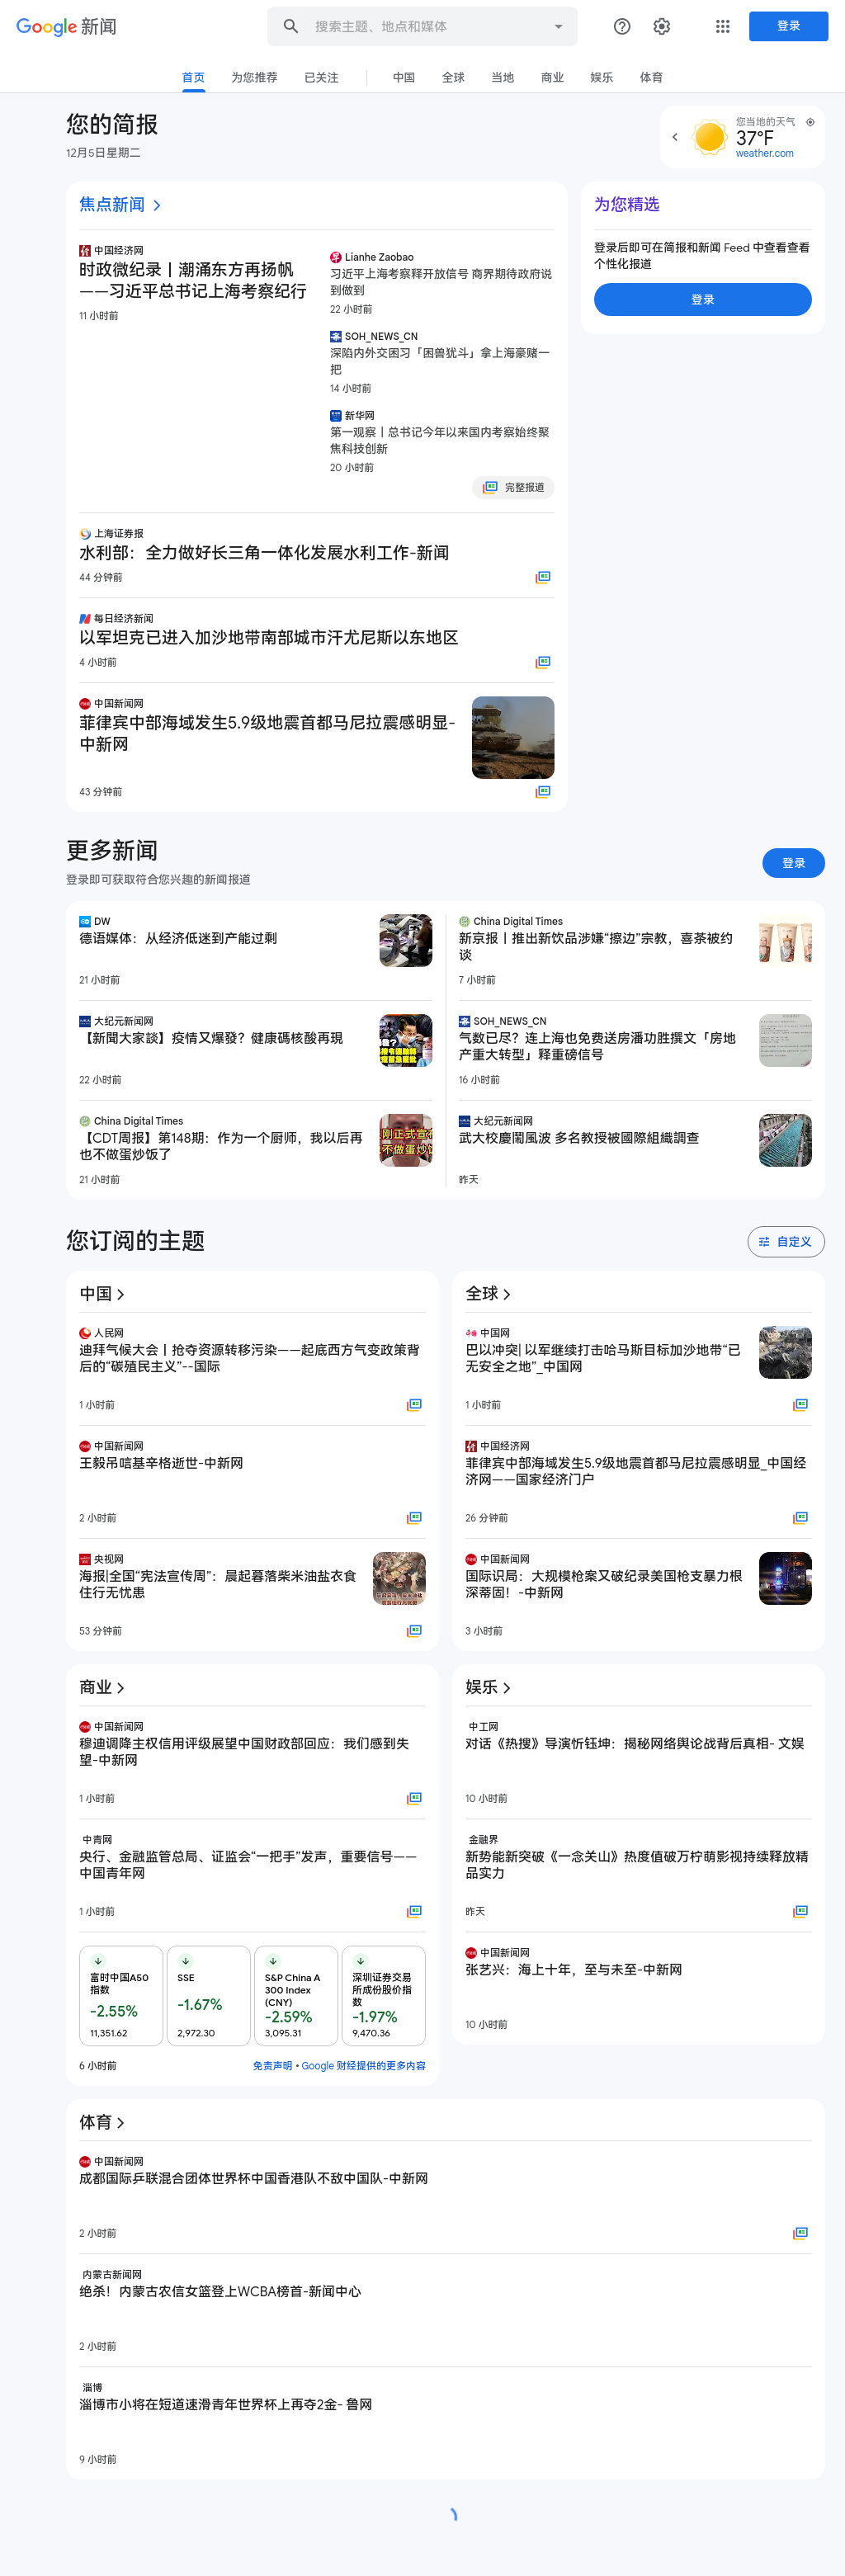 Google 新闻
搜索主题、地点和媒体
登录
首页
为您推荐
已关注
中国
全球
当地
商业
娱乐
体育
您的简报
12月5日星期二
您当地的天气
37°F
weather.com
焦点新闻
中国经济网
时政微纪录丨潮涌东方再扬帆
——习近平总书记上海考察纪行
11 小时前
Lianhe Zaobao
习近平上海考察释开放信号 商界期待政府说
到做到
22 小时前
SOH_NEWS_CN
深陷内外交困习「困兽犹斗」拿上海豪赌一
把
14 小时前
新华网
第一观察丨总书记今年以来国内考察始终聚
焦科技创新
20 小时前
完整报道
上海证券报
水利部：全力做好长三角一体化发展水利工作-新闻
44 分钟前
每日经济新闻
以军坦克已进入加沙地带南部城市汗尤尼斯以东地区
4 小时前
中国新闻网
菲律宾中部海域发生5.9级地震首都马尼拉震感明显-
中新网
43 分钟前
为您精选
登录后即可在简报和新闻 Feed 中查看查看
个性化报道
登录
更多新闻
登录即可获取符合您兴趣的新闻报道
登录
DW
德语媒体：从经济低迷到产能过剩
21 小时前
大纪元新闻网
【新聞大家談】疫情又爆發？健康碼核酸再現
22 小时前
China Digital Times
【CDT周报】第148期：作为一个厨师，我以后再
也不做蛋炒饭了
21 小时前
China Digital Times
新京报丨推出新饮品涉嫌“擦边”宗教，喜茶被约
谈
7 小时前
SOH_NEWS_CN
气数已尽？连上海也免费送房潘功胜撰文「房地
产重大转型」释重磅信号
16 小时前
大纪元新闻网
武大校慶鬧風波 多名教授被國際組織調查
昨天
您订阅的主题
自定义
中国
人民网
迪拜气候大会丨抢夺资源转移污染——起底西方气变政策背
后的“碳殖民主义”--国际
1 小时前
中国新闻网
王毅吊唁基辛格逝世-中新网
2 小时前
央视网
海报|全国“宪法宣传周”：晨起暮落柴米油盐衣食
住行无忧患
53 分钟前
全球
中国网
巴以冲突| 以军继续打击哈马斯目标加沙地带“已
无安全之地”_中国网
1 小时前
中国经济网
菲律宾中部海域发生5.9级地震首都马尼拉震感明显_中国经
济网——国家经济门户
26 分钟前
中国新闻网
国际识局：大规模枪案又破纪录美国枪支暴力根
深蒂固！-中新网
3 小时前
商业
中国新闻网
穆迪调降主权信用评级展望中国财政部回应：我们感到失
望-中新网
1 小时前
中青网
央行、金融监管总局、证监会“一把手”发声，重要信号——
中国青年网
1 小时前
富时中国A50
指数
-2.55%
11,351.62
SSE
-1.67%
2,972.30
S&P China A
300 Index
(CNY)
-2.59%
3,095.31
深圳证券交易
所成份股价指
数
-1.97%
9,470.36
6 小时前
免责声明 • Google 财经提供的更多内容
娱乐
中工网
对话《热搜》导演忻钰坤：揭秘网络舆论战背后真相- 文娱
10 小时前
金融界
新势能新突破《一念关山》热度值破万柠萌影视持续释放精
品实力
昨天
中国新闻网
张艺兴：海上十年，至与未至-中新网
10 小时前
体育
中国新闻网
成都国际乒联混合团体世界杯中国香港队不敌中国队-中新网
2 小时前
内蒙古新闻网
绝杀！内蒙古农信女篮登上WCBA榜首-新闻中心
2 小时前
淄博
淄博市小将在短道速滑青年世界杯上再夺2金- 鲁网
9 小时前